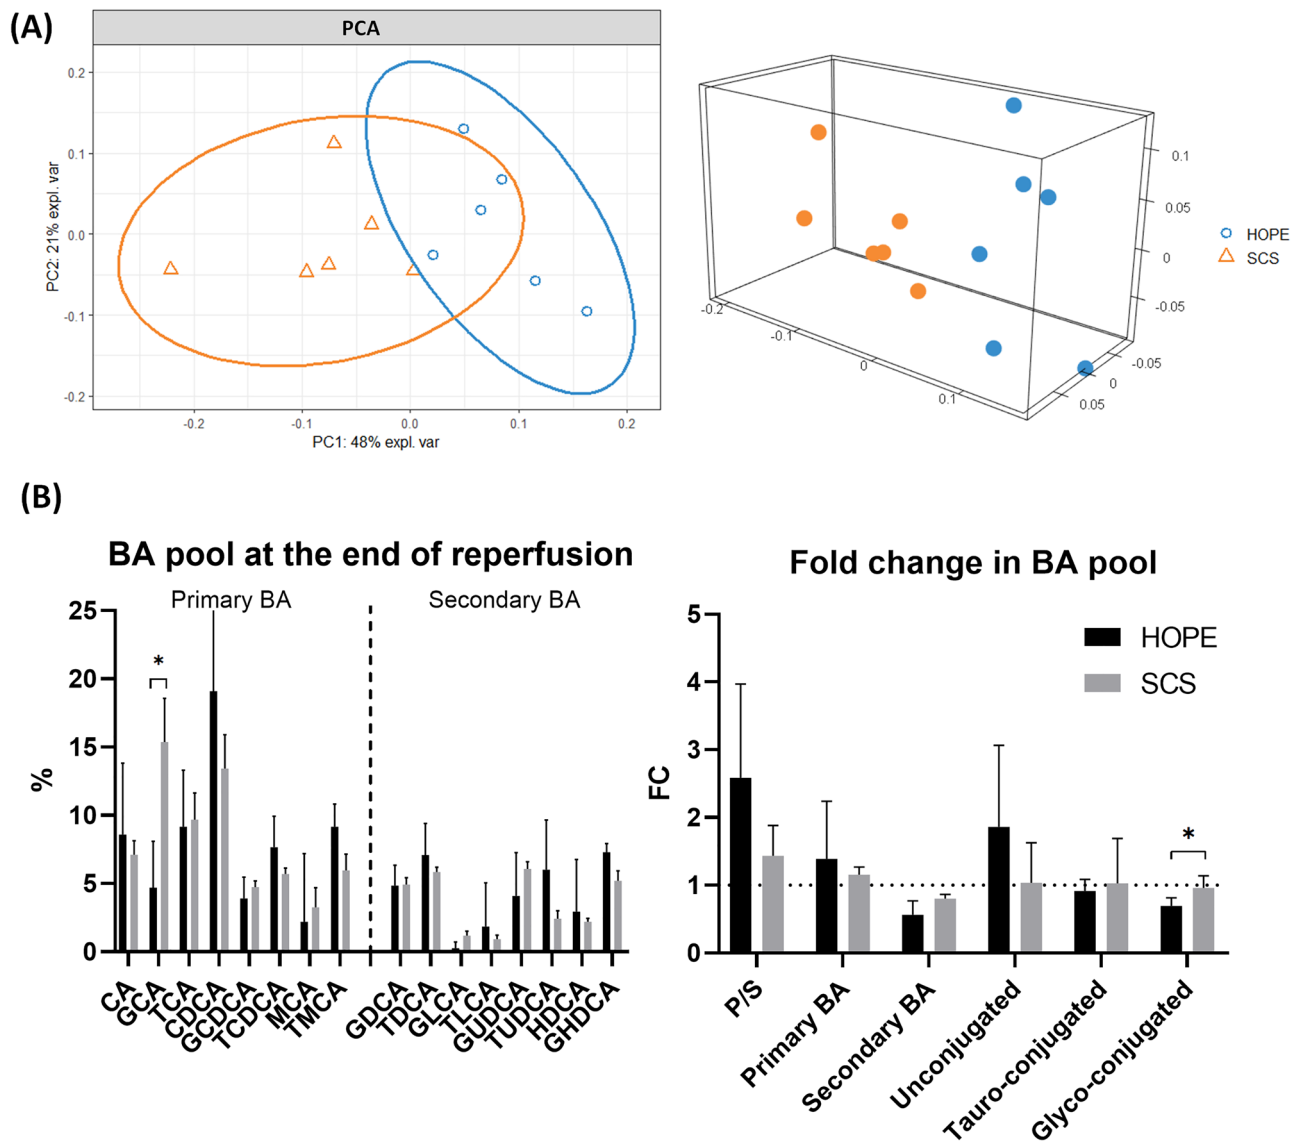 (A)
PCA
0.2
0.1
0.0
-0.1
-0.2
PC2: 21% expl. var
-0.2
-0.1
0.0
0.1
0.2
PC1: 48% expl. var
0.1
0.05
0
-0.05
-0.2
-0.1
0
0.1
-0.05
0
0.05
HOPE
SCS
(B)
BA pool at the end of reperfusion
Primary BA
Secondary BA
25
20
15
10
5
0
%
*
CA
GCA
TCA
CDCA
GCDCA
TCDCA
MCA
TMCA
GDCA
TDCA
GLCA
TLCA
GUDCA
TUDCA
HDCA
GHDCA
Fold change in BA pool
5
4
3
2
1
0
FC
HOPE
SCS
*
P/S
Primary BA
Secondary BA
Unconjugated
Tauro-conjugated
Glyco-conjugated